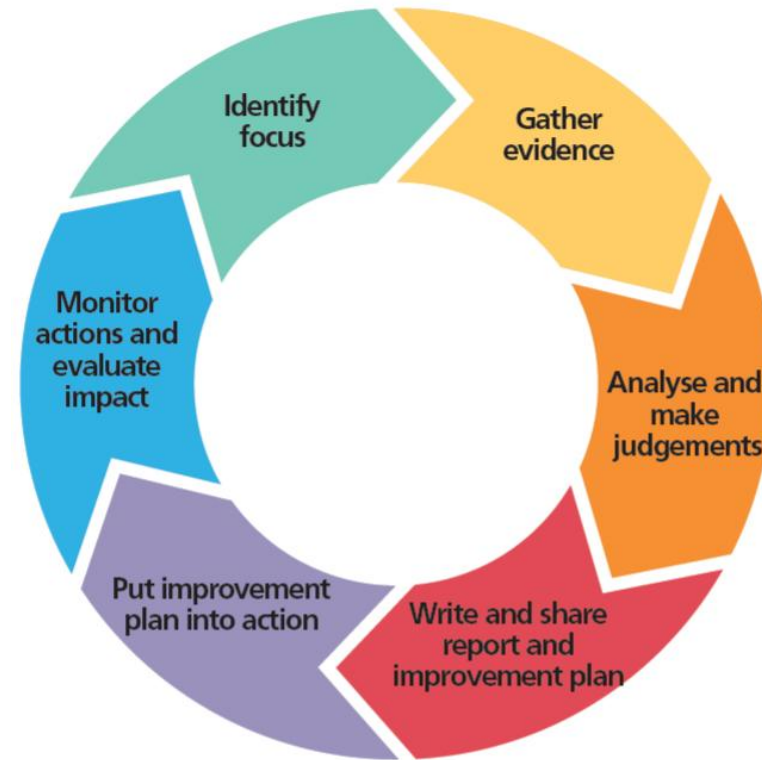 Identify
focus
Gather
evidence
Analyse and
make
judgements
Write and share
report and
improvement plan
Put improvement
plan into action
Monitor
actions and
evaluate
impact